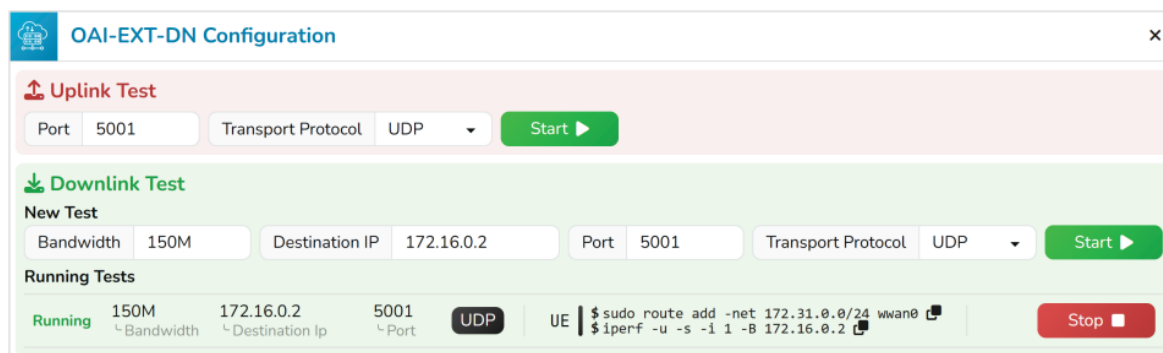 OAI-EXT-DN Configuration ×
Uplink Test
Port 5001 Transport Protocol UDP Start
Downlink Test
New Test
Bandwidth 150M Destination IP 172.16.0.2 Port 5001 Transport Protocol UDP Start
Running Tests
Running 150M Bandwidth 172.16.0.2 Destination Ip 5001 Port UDP UE $ sudo route add -net 172.31.0.0/24 wwan0
$ iperf -u -s -i 1 -B 172.16.0.2
Stop